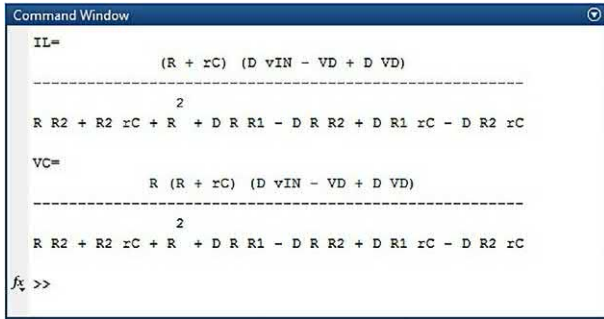 Command Window
IL=
(R + rC) (D vIN - VD + D VD)
-----------------------------------------------------
2
R R2 + R2 rC + R + D R R1 - D R R2 + D R1 rC - D R2 rC
VC=
R (R + rC) (D vIN - VD + D VD)
-----------------------------------------------------
2
R R2 + R2 rC + R + D R R1 - D R R2 + D R1 rC - D R2 rC
fx >>